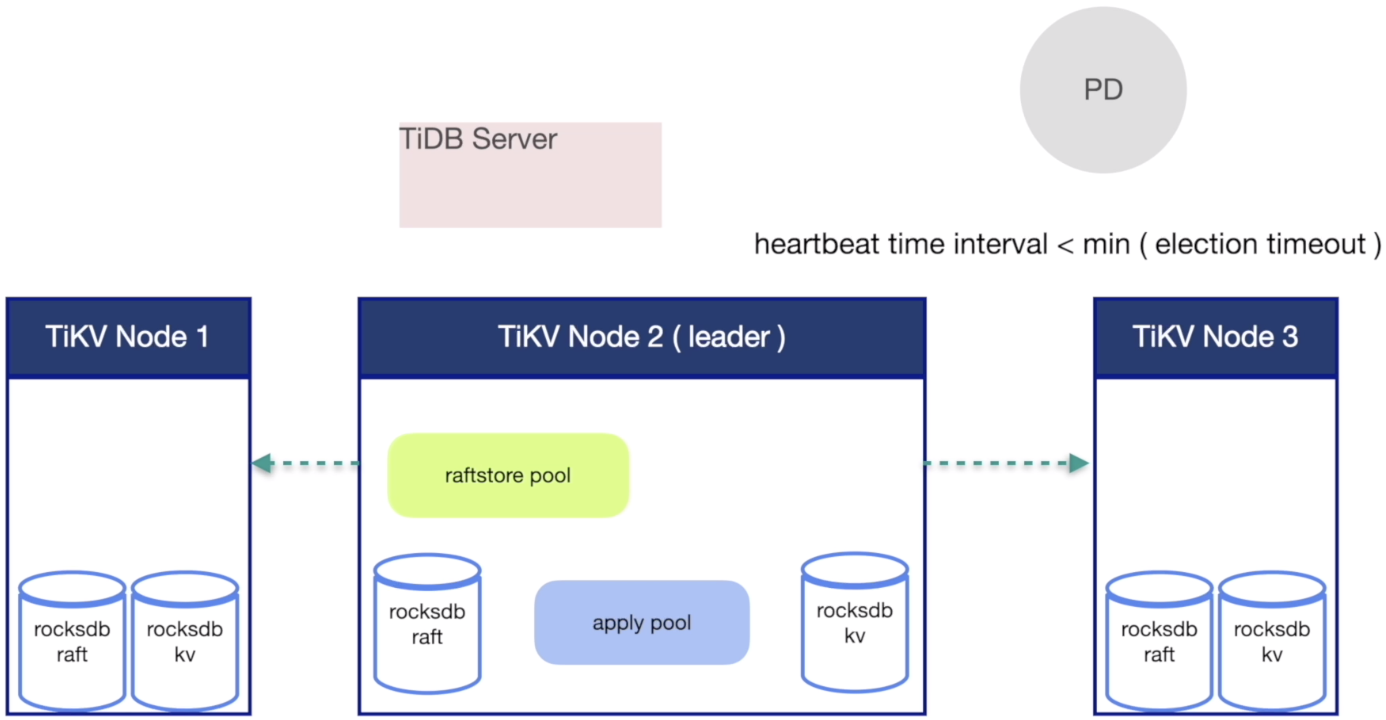 PD
TiDB Server
heartbeat time interval < min ( election timeout )
TiKV Node 1
TiKV Node 2 ( leader )
TiKV Node 3
raftstore pool
rocksdb
raft
rocksdb
kv
rocksdb
raft
apply pool
rocksdb
kv
rocksdb
raft
rocksdb
kv